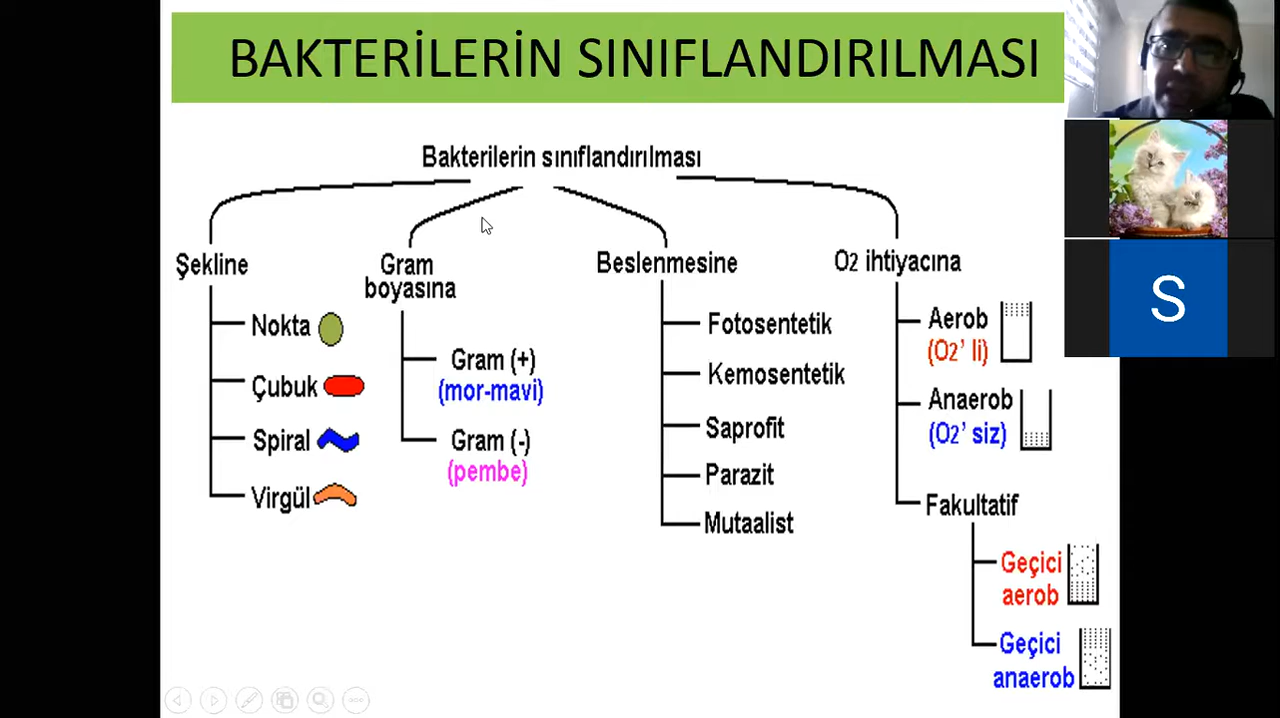 BAKTERİLERİN SINIFLANDIRILMASI
Bakterilerin sınıflandırılması
Şekline
Nokta
Çubuk
Spiral
Virgül
Gram
boyasına
Gram (+)
(mor-mavi)
Gram (-)
(pembe)
Beslenmesine
Fotosentetik
Kemosentetik
Saprofit
Parazit
Mutaalist
O2 ihtiyacına
Aerob
(O2' li)
Anaerob
(O2' siz)
Fakultatif
Geçici
aerob
Geçici
anaerob
S